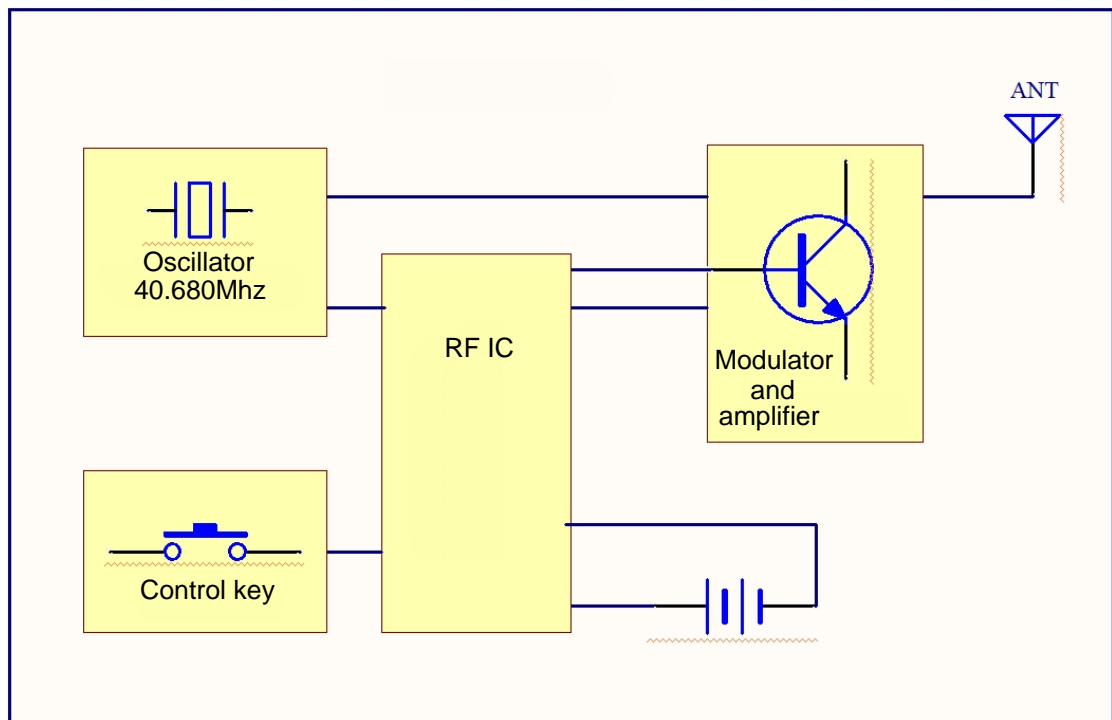 ANT
Oscillator
40.680Mhz
RF IC
Modulator
and
amplifier
Control key